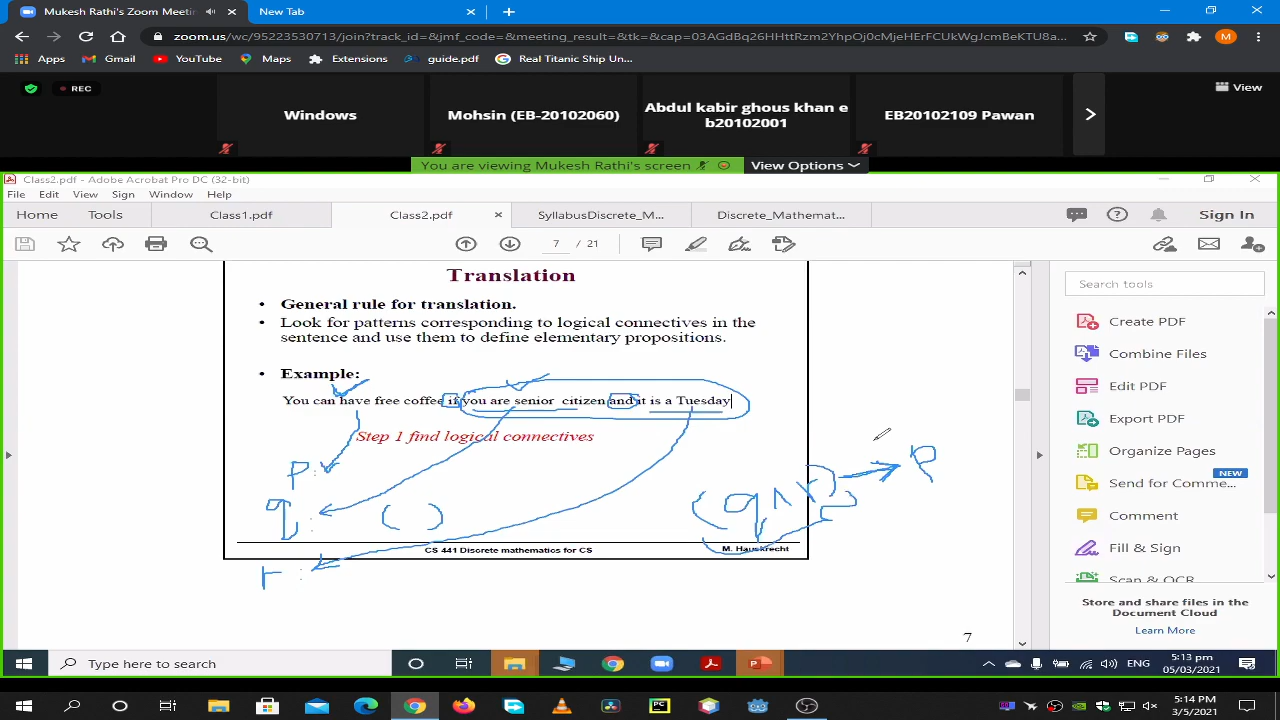 Mukesh Rathi's Zoom Meeting
New Tab
zoom.us/wc/95223530713/join?track_id=&jmf_code=&meeting_result=&tk=&cap=03AGdBq26HHttRzm2YhpOj0cMjeHErFCUkWgJcmBeKTU8a...
M
Apps Gmail YouTube Maps Extensions guide.pdf Real Titanic Ship Un...
REC
View
Windows
Mohsin (EB-20102060)
Abdul kabir ghous khan e
b20102001
EB20102109 Pawan
You are viewing Mukesh Rathi's screen
View Options
Class2.pdf - Adobe Acrobat Pro DC (32-bit)
File Edit View Sign Window Help
Home Tools Class1.pdf Class2.pdf SyllabusDiscrete_M... Discrete_Mathemat... Sign In
7 / 21
Translation
• General rule for translation.
• Look for patterns corresponding to logical connectives in the
sentence and use them to define elementary propositions.
• Example:
You can have free coffee if you are senior citizen and it is a Tuesday
Step 1 find logical connectives
P:
q:
( )
r:
(q ∧ r) → P
CS 441 Discrete mathematics for CS
M. Hauskrecht
7
Search tools
Create PDF
Combine Files
Edit PDF
Export PDF
Organize Pages
NEW
Send for Comme...
Comment
Fill & Sign
Scan & OCR
Store and share files in the
Document Cloud
Learn More
Type here to search
ENG
5:13 pm
05/03/2021
PC
5:14 PM
3/5/2021